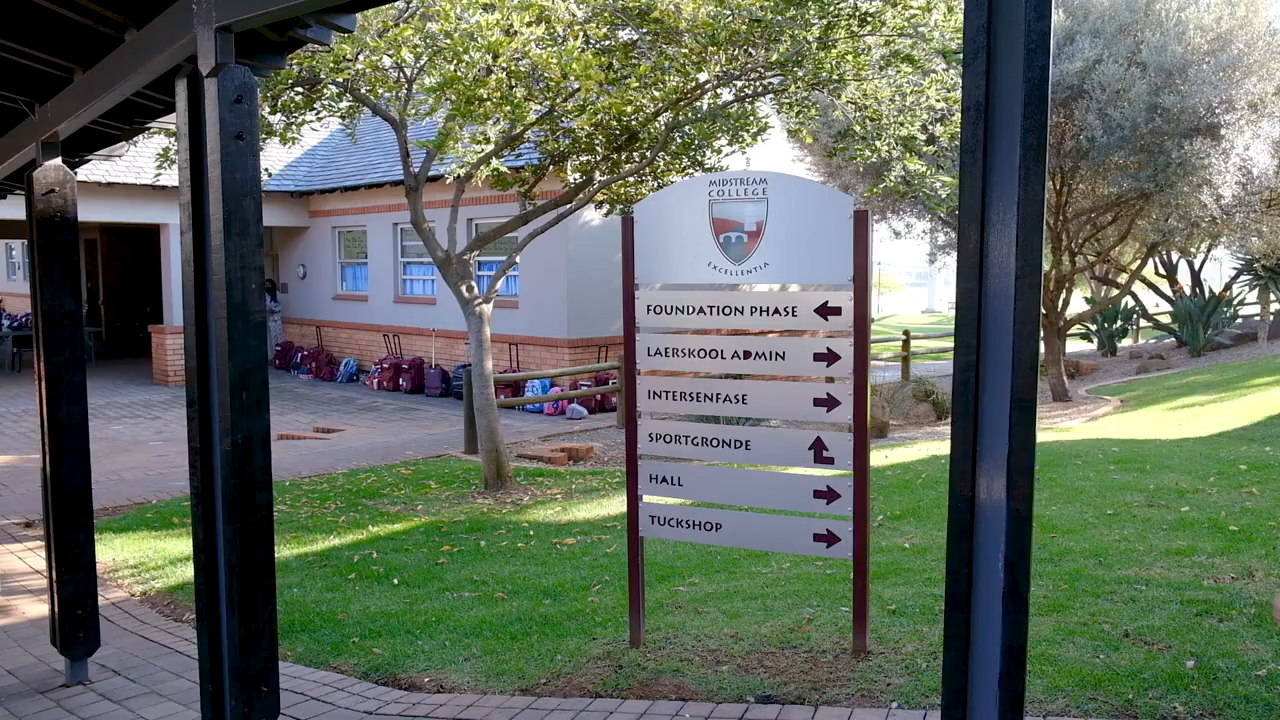 MIDSTREAM
COLLEGE
EXCELLENTIA
FOUNDATION PHASE
LAERSKOOL ADMIN
INTERSENFASE
SPORTGRONDE
HALL
TUCKSHOP